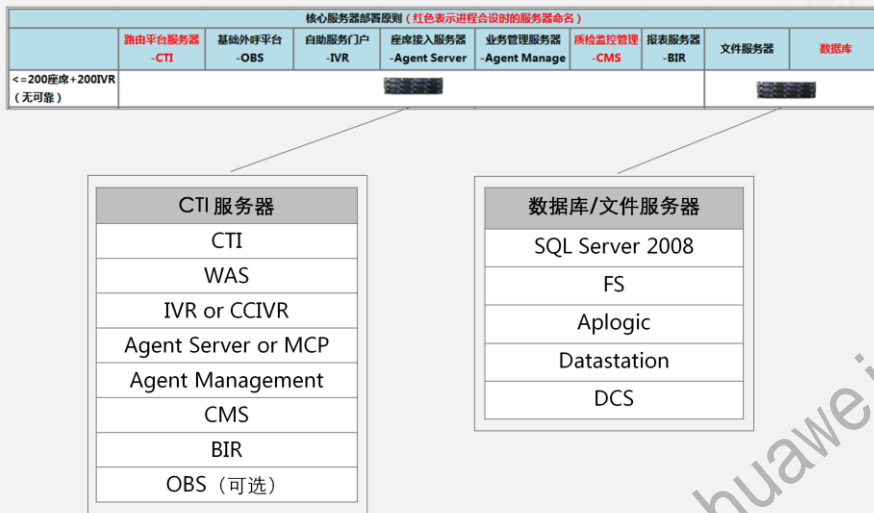 核心服务器部署原则(红色表示进程合设时的服务器命名)
路由平台服务器 基础外呼平台 自助服务门户 座席接入服务器 业务管理服务器 质检监控管理 报表服务器 文件服务器 数据库
-CTI -OBS -IVR -Agent Server -Agent Manage -CMS -BIR
<=200座席+200IVR
(无可靠)
CTI服务器
CTI
WAS
IVR or CCIVR
Agent Server or MCP
Agent Management
CMS
BIR
OBS(可选)
数据库/文件服务器
SQL Server 2008
FS
Aplogic
Datastation
DCS